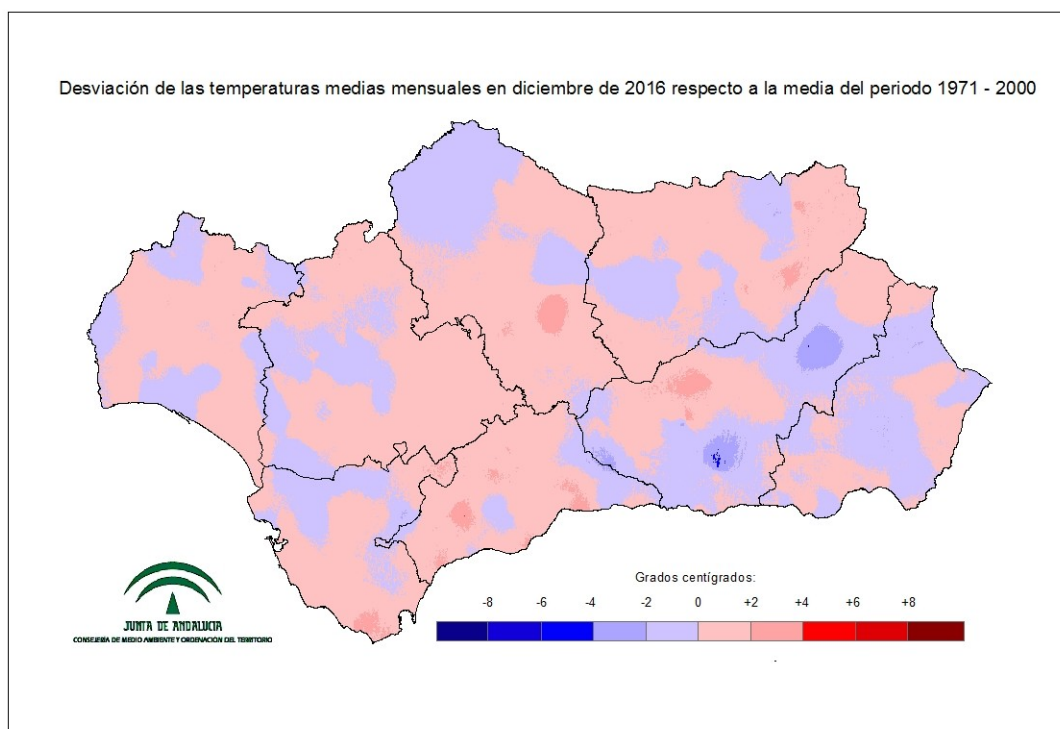 Desviación de las temperaturas medias mensuales en diciembre de 2016 respecto a la media del periodo 1971 - 2000
Grados centígrados:
-8 -6 -4 -2 0 +2 +4 +6 +8
JUNTA DE ANDALUCIA
CONSEJERÍA DE MEDIO AMBIENTE Y ORDENACIÓN DEL TERRITORIO